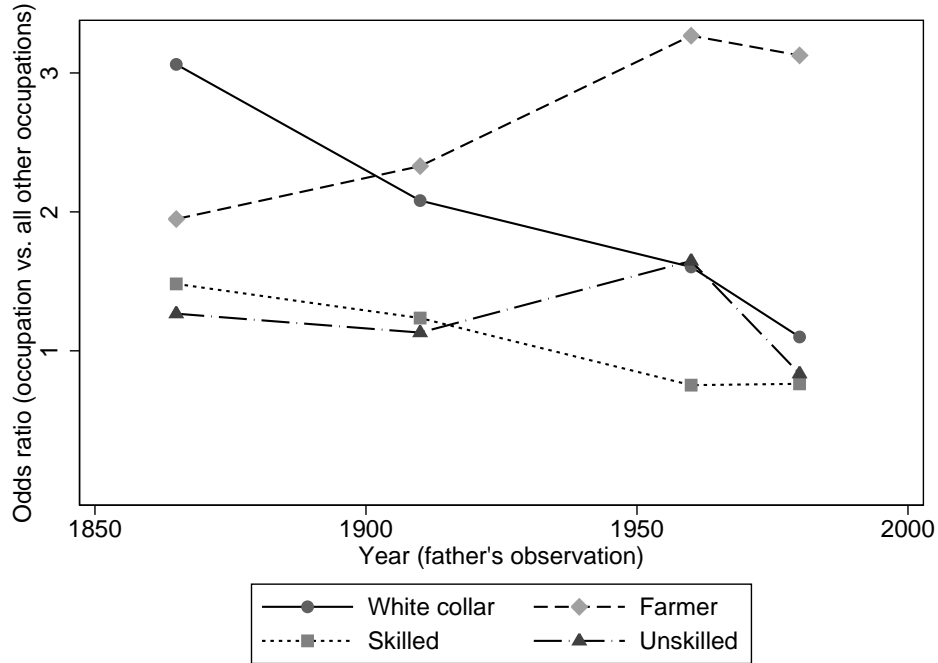 Odds ratio (occupation vs. all other occupations)
3
2
1
1850 1900 1950 2000
Year (father's observation)
White collar Farmer
Skilled Unskilled